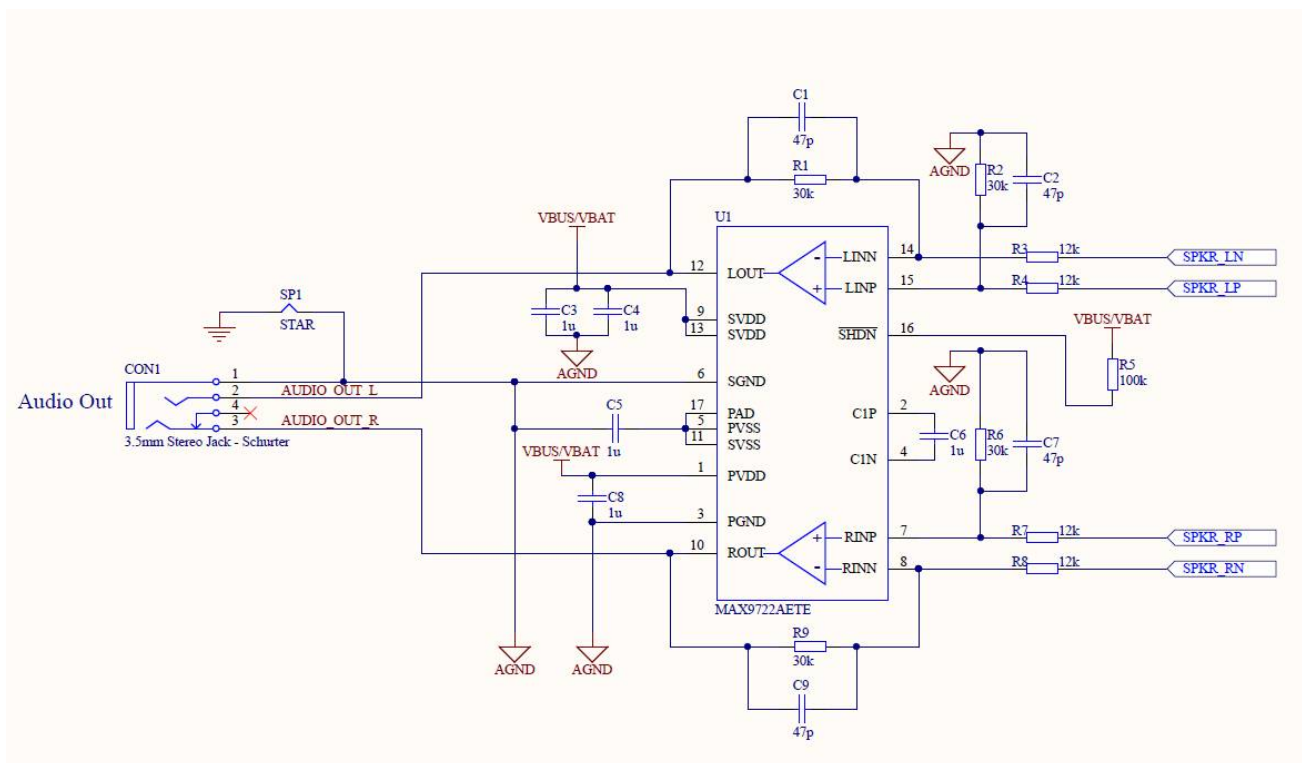 C1
47p
R1
30k
AGND
R2
30k
C2
47p
VBUS/VBAT
U1
12
LOUT
-
+
LINN
14
LINP
15
R3
12k
SPKR_LN
R4
12k
SPKR_LP
SP1
STAR
C3
1u
C4
1u
AGND
9
SVDD
13
SVDD
SHDN
16
VBUS/VBAT
R5
100k
CON1
Audio Out
1
2
4
3
AUDIO_OUT_L
AUDIO_OUT_R
3.5mm Stereo Jack - Schurter
6
SGND
AGND
C5
1u
17
PAD
5
PVSS
11
SVSS
C1P
2
C1N
4
C6
1u
R6
30k
C7
47p
VBUS/VBAT
1
PVDD
C8
1u
3
PGND
10
ROUT
+
-
RINP
7
RINN
8
R7
12k
SPKR_RP
R8
12k
SPKR_RN
MAX9722AETE
AGND
AGND
R9
30k
C9
47p